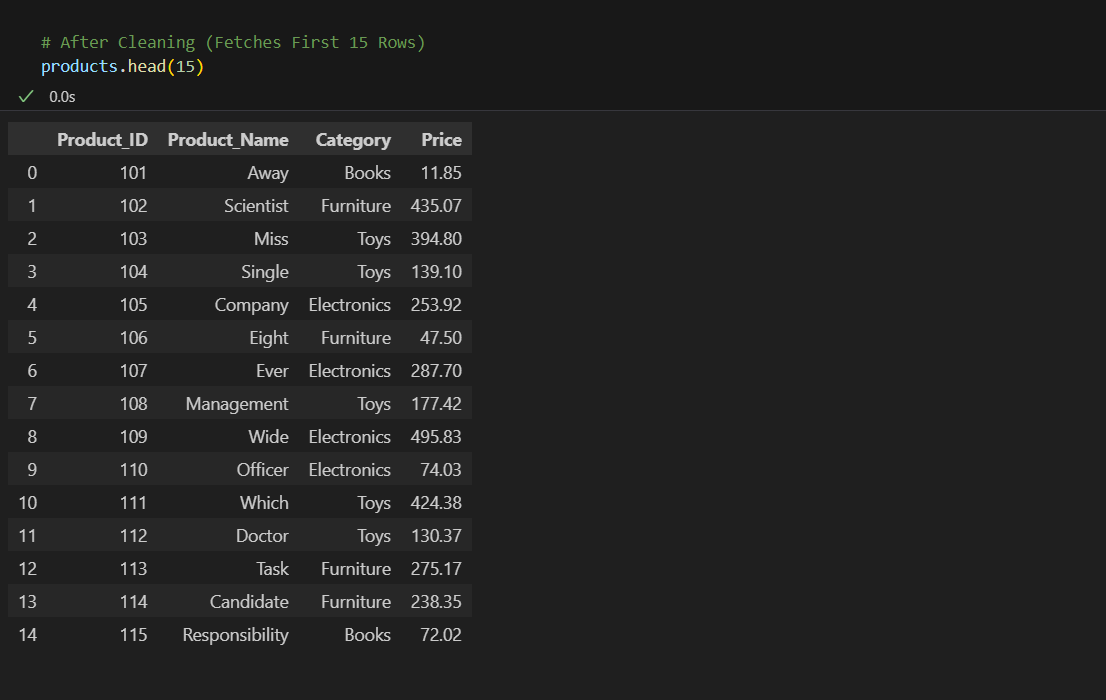 # After Cleaning (Fetches First 15 Rows)
products.head(15)
0.0s
Product_ID Product_Name Category Price
0 101 Away Books 11.85
1 102 Scientist Furniture 435.07
2 103 Miss Toys 394.80
3 104 Single Toys 139.10
4 105 Company Electronics 253.92
5 106 Eight Furniture 47.50
6 107 Ever Electronics 287.70
7 108 Management Toys 177.42
8 109 Wide Electronics 495.83
9 110 Officer Electronics 74.03
10 111 Which Toys 424.38
11 112 Doctor Toys 130.37
12 113 Task Furniture 275.17
13 114 Candidate Furniture 238.35
14 115 Responsibility Books 72.02